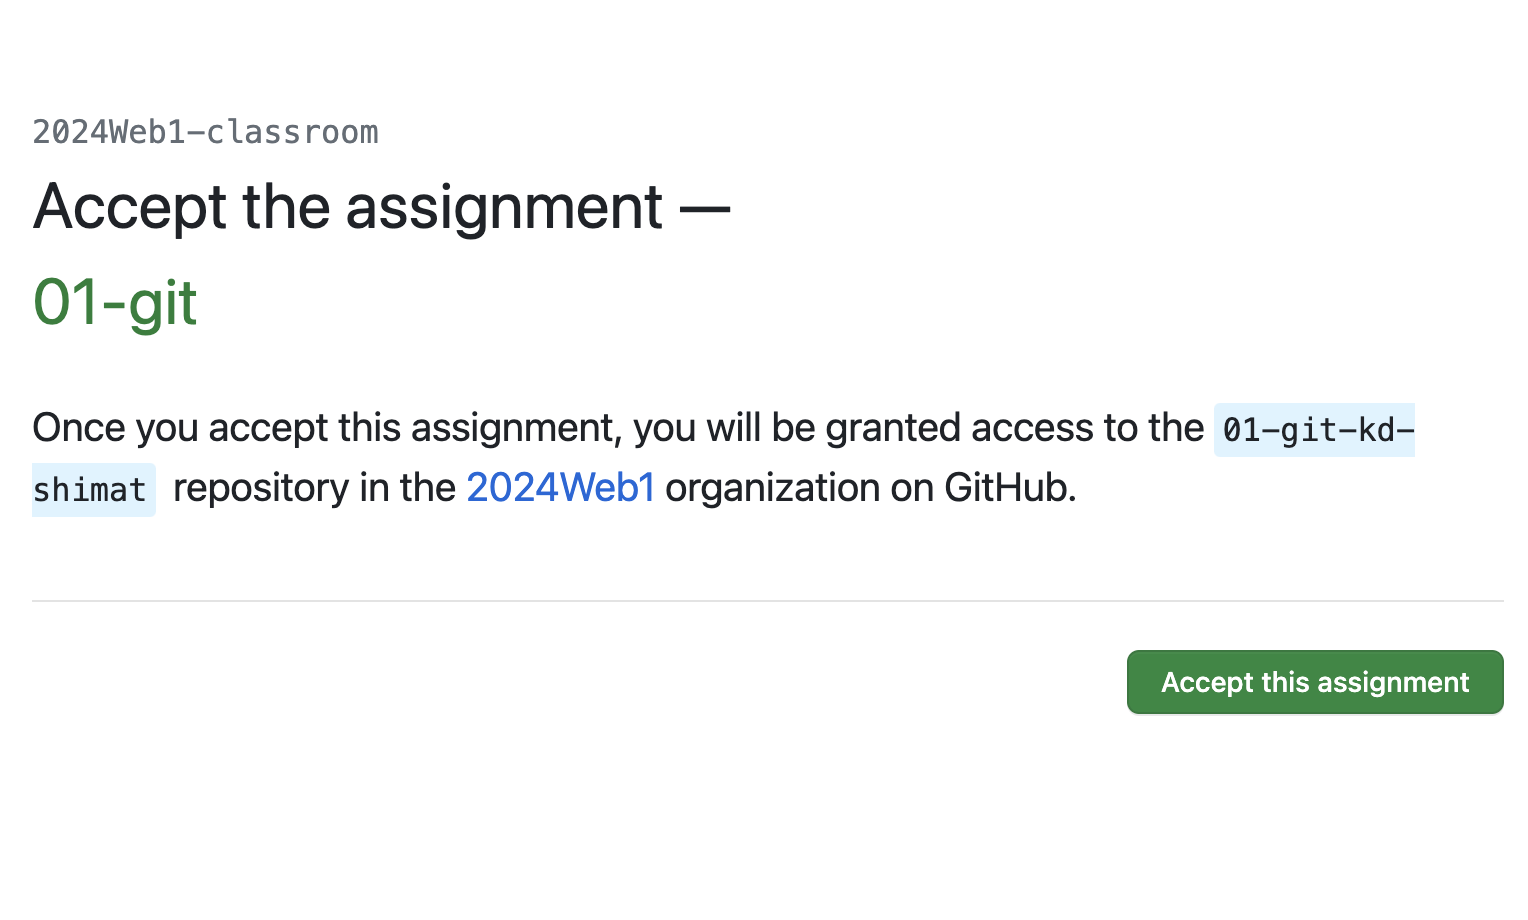 2024Web1-classroom
Accept the assignment —
01-git
Once you accept this assignment, you will be granted access to the 01-git-kd-
shimat repository in the 2024Web1 organization on GitHub.
Accept this assignment